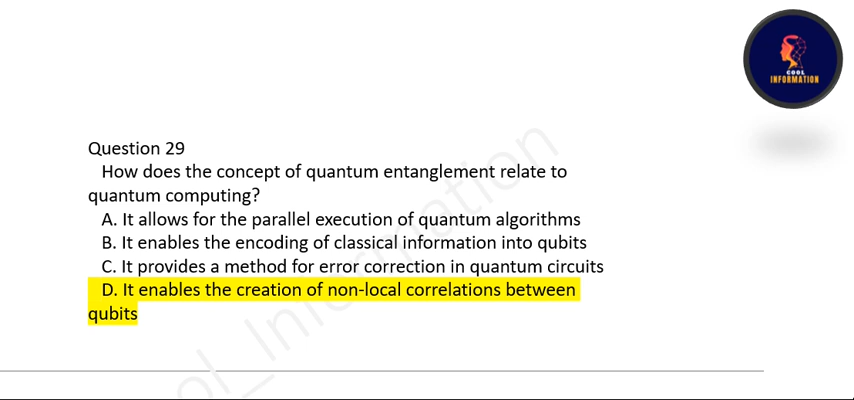 COOL
INFORMATION
Question 29
How does the concept of quantum entanglement relate to
quantum computing?
A. It allows for the parallel execution of quantum algorithms
B. It enables the encoding of classical information into qubits
C. It provides a method for error correction in quantum circuits
D. It enables the creation of non-local correlations between
qubits
ol_Information